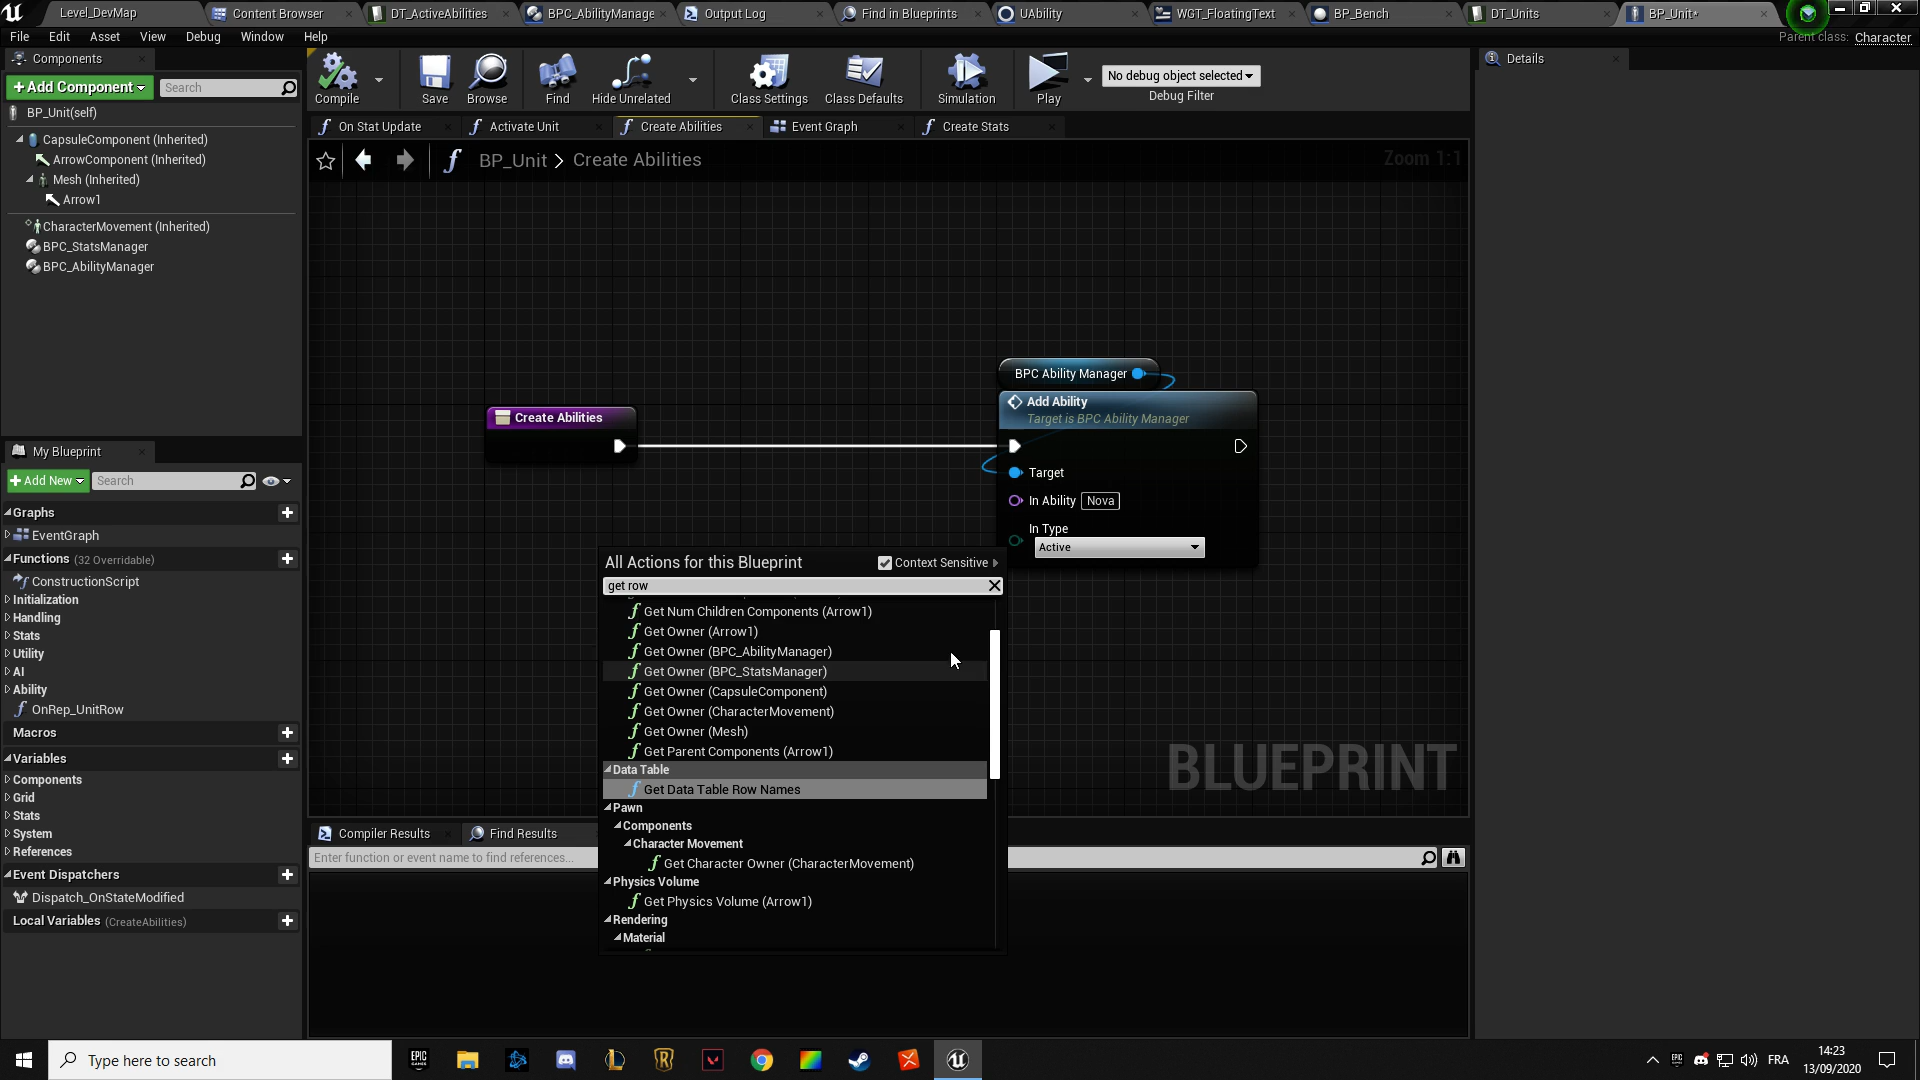 Level_DevMap
Content Browser
DT_ActiveAbilities
BPC_AbilityManage
Output Log
Find in Blueprints
UAbility
WGT_FloatingText
BP_Bench
DT_Units
BP_Unit*
File Edit Asset View Debug Window Help
Parent class: Character
Components
+Add Component
Search
BP_Unit(self)
CapsuleComponent (Inherited)
ArrowComponent (Inherited)
Mesh (Inherited)
Arrow1
CharacterMovement (Inherited)
BPC_StatsManager
BPC_AbilityManager
My Blueprint
+Add New
Search
Graphs
EventGraph
Functions (32 Overridable)
ConstructionScript
Initialization
Handling
Stats
Utility
AI
Ability
OnRep_UnitRow
Macros
Variables
Components
Grid
Stats
System
References
Event Dispatchers
Dispatch_OnStateModified
Local Variables (CreateAbilities)
Compile
Save
Browse
Find
Hide Unrelated
Class Settings
Class Defaults
Simulation
Play
No debug object selected
Debug Filter
On Stat Update
Activate Unit
Create Abilities
Event Graph
Create Stats
BP_Unit > Create Abilities
Zoom 1:1
Create Abilities
BPC Ability Manager
Add Ability
Target is BPC Ability Manager
Target
In Ability Nova
In Type
Active
All Actions for this Blueprint
Context Sensitive
get row
Get Num Children Components (Arrow1)
Get Owner (Arrow1)
Get Owner (BPC_AbilityManager)
Get Owner (BPC_StatsManager)
Get Owner (CapsuleComponent)
Get Owner (CharacterMovement)
Get Owner (Mesh)
Get Parent Components (Arrow1)
Data Table
Get Data Table Row Names
Pawn
Components
Character Movement
Get Character Owner (CharacterMovement)
Physics Volume
Get Physics Volume (Arrow1)
Rendering
Material
BLUEPRINT
Compiler Results
Find Results
Enter function or event name to find references...
Details
Type here to search
EPIC
FRA
14:23
13/09/2020